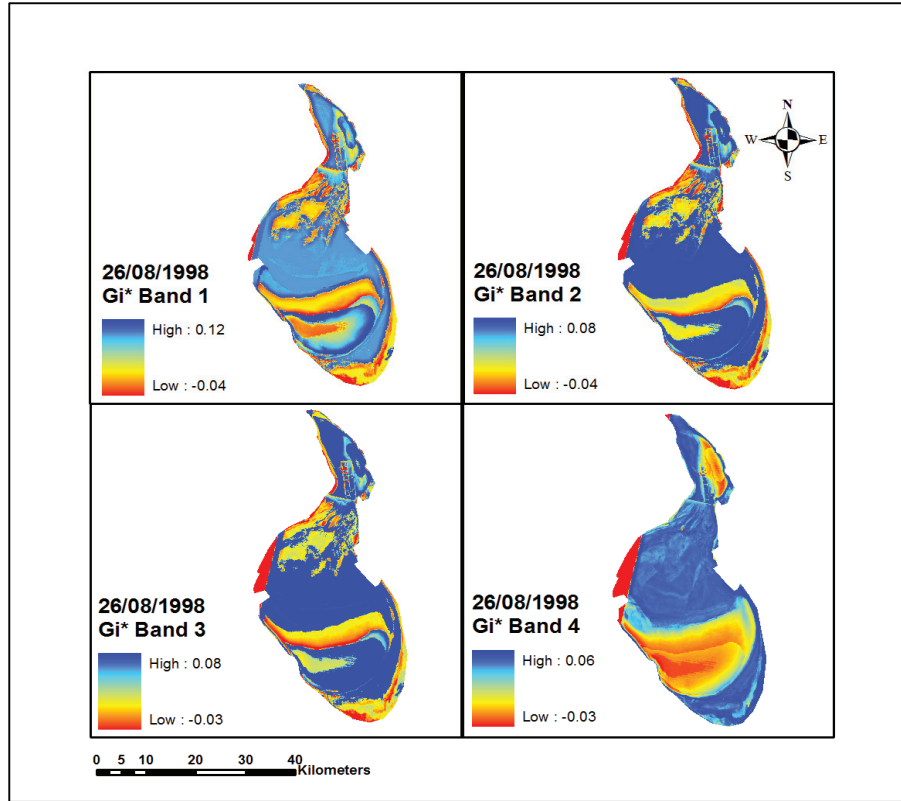 N
W E
S
26/08/1998
Gi* Band 1
High : 0.12
Low : -0.04
26/08/1998
Gi* Band 2
High : 0.08
Low : -0.04
26/08/1998
Gi* Band 3
High : 0.08
Low : -0.03
26/08/1998
Gi* Band 4
High : 0.06
Low : -0.03
0 5 10 20 30 40
Kilometers